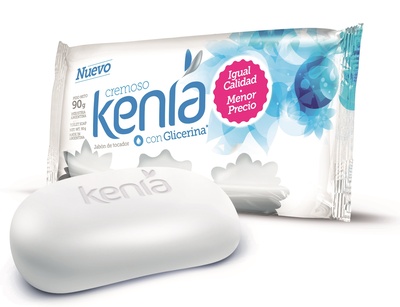 Nuevo
cremoso
Kenia
con Glicerina*
Jabón de tocador
90g
Igual
Calidad
Menor
Precio
kenia